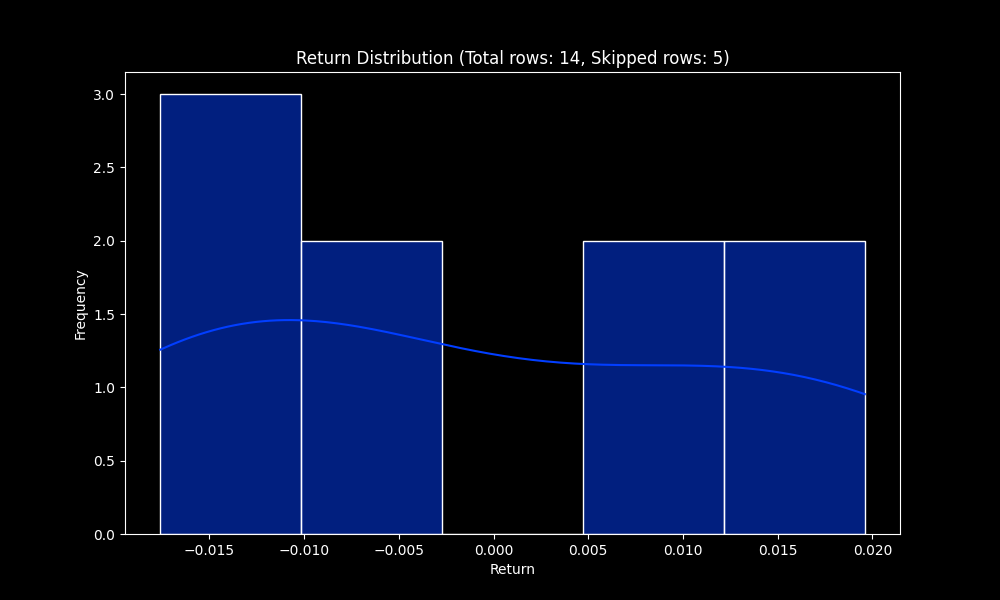 Return Distribution (Total rows: 14, Skipped rows: 5)
3.0
2.5
2.0
1.5
1.0
0.5
0.0
Frequency
−0.015 −0.010 −0.005 0.000 0.005 0.010 0.015 0.020
Return